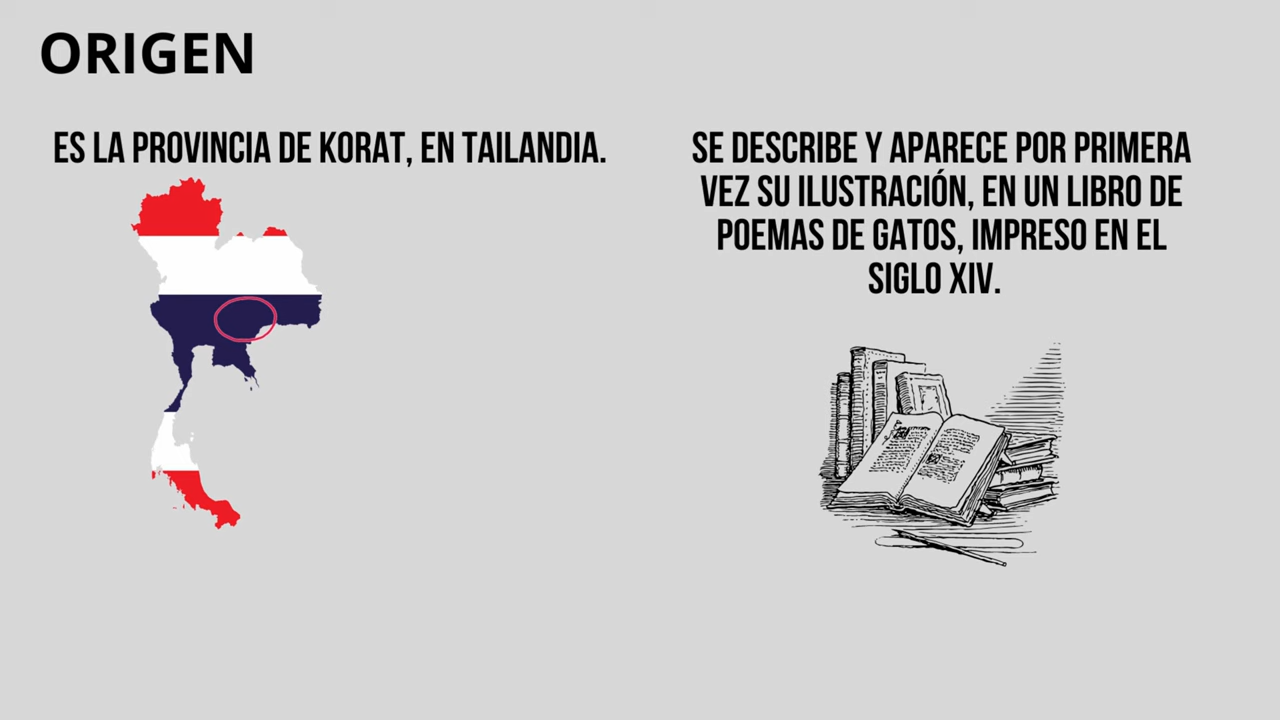 ORIGEN
ES LA PROVINCIA DE KORAT, EN TAILANDIA.
SE DESCRIBE Y APARECE POR PRIMERA
VEZ SU ILUSTRACIÓN, EN UN LIBRO DE
POEMAS DE GATOS, IMPRESO EN EL
SIGLO XIV.